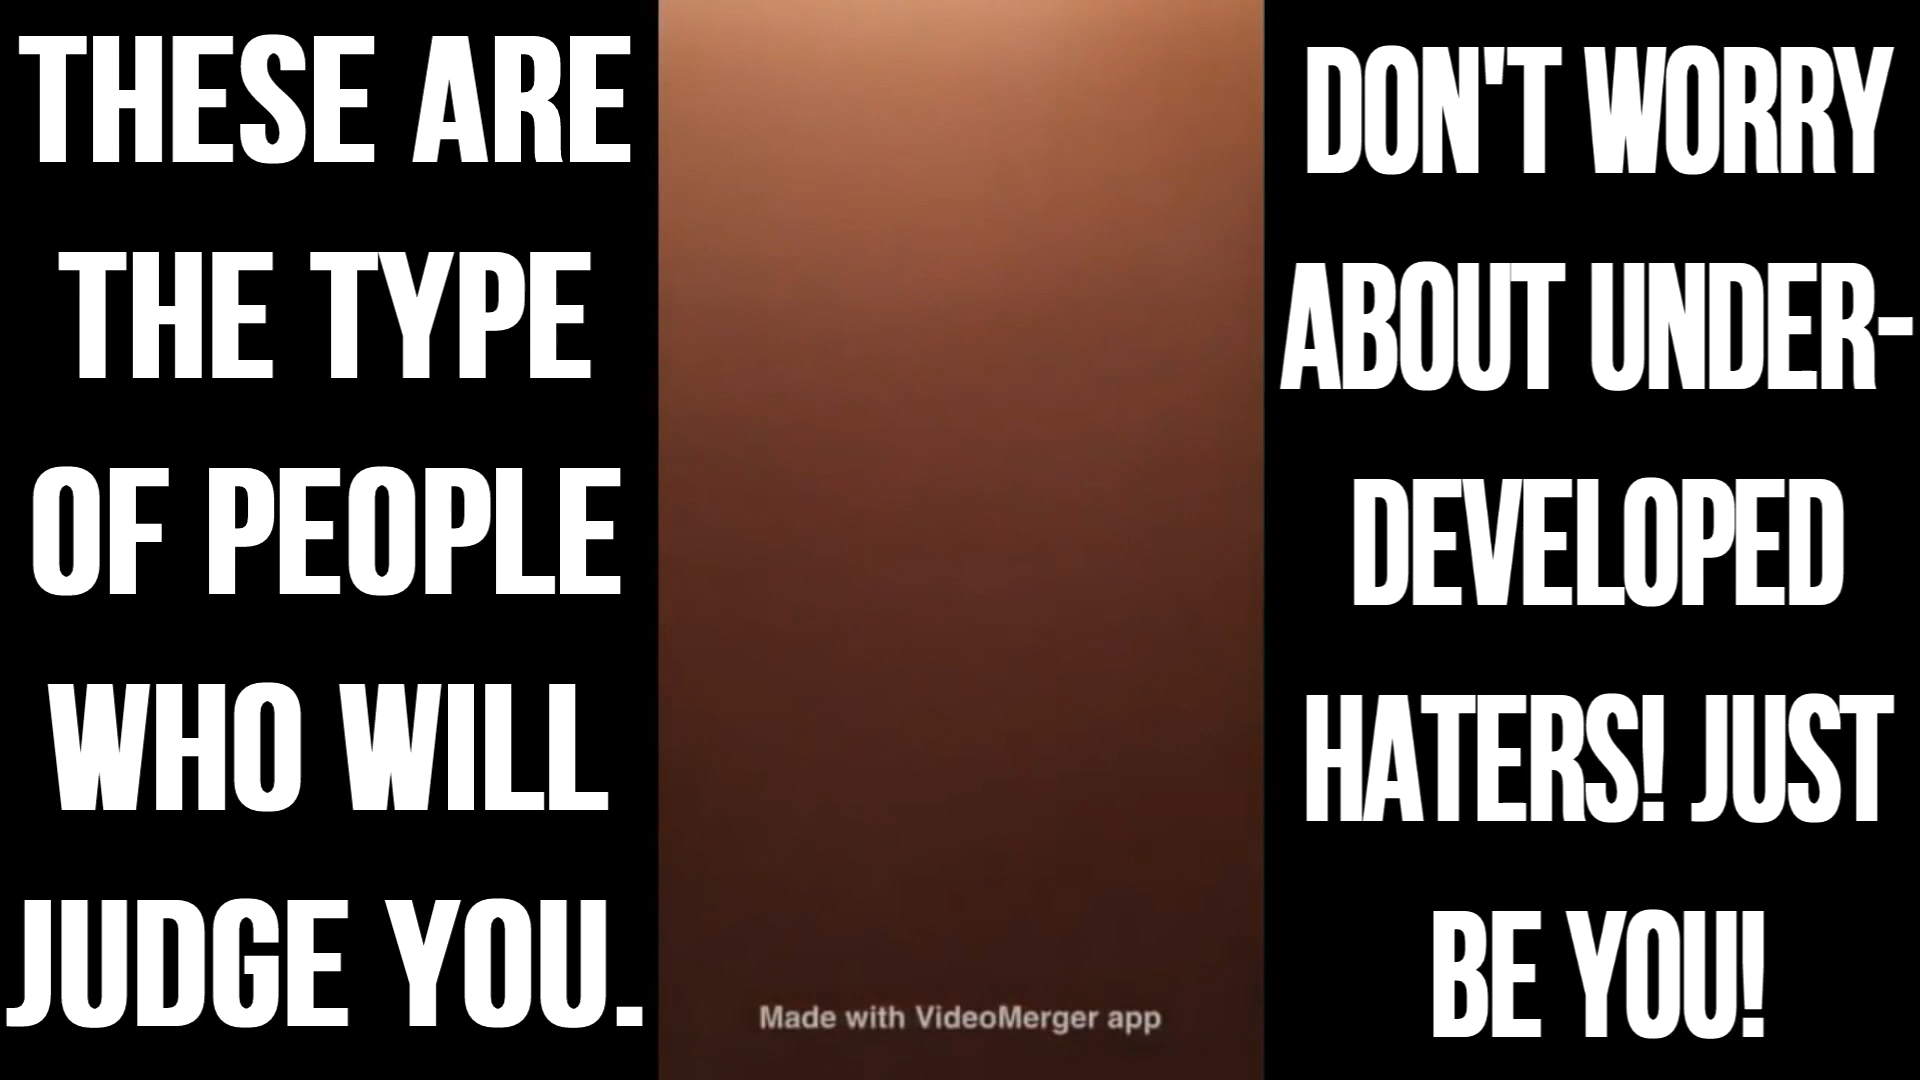 THESE ARE
THE TYPE
OF PEOPLE
WHO WILL
JUDGE YOU.
Made with VideoMerger app
DON'T WORRY
ABOUT UNDER-
DEVELOPED
HATERS! JUST
BE YOU!